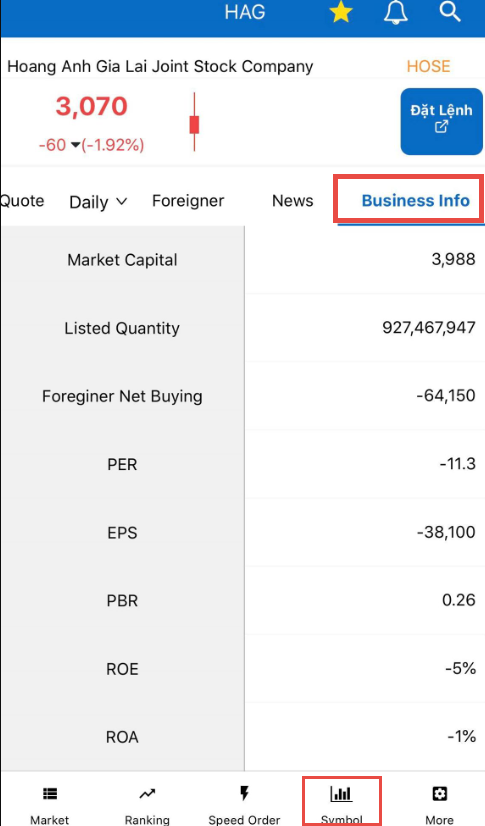 HAG
Hoang Anh Gia Lai Joint Stock Company HOSE
3,070
-60 (-1.92%)
Đặt Lệnh
Quote Daily Foreigner News Business Info
Market Capital 3,988
Listed Quantity 927,467,947
Foreginer Net Buying -64,150
PER -11.3
EPS -38,100
PBR 0.26
ROE -5%
ROA -1%
Market Ranking Speed Order Symbol More